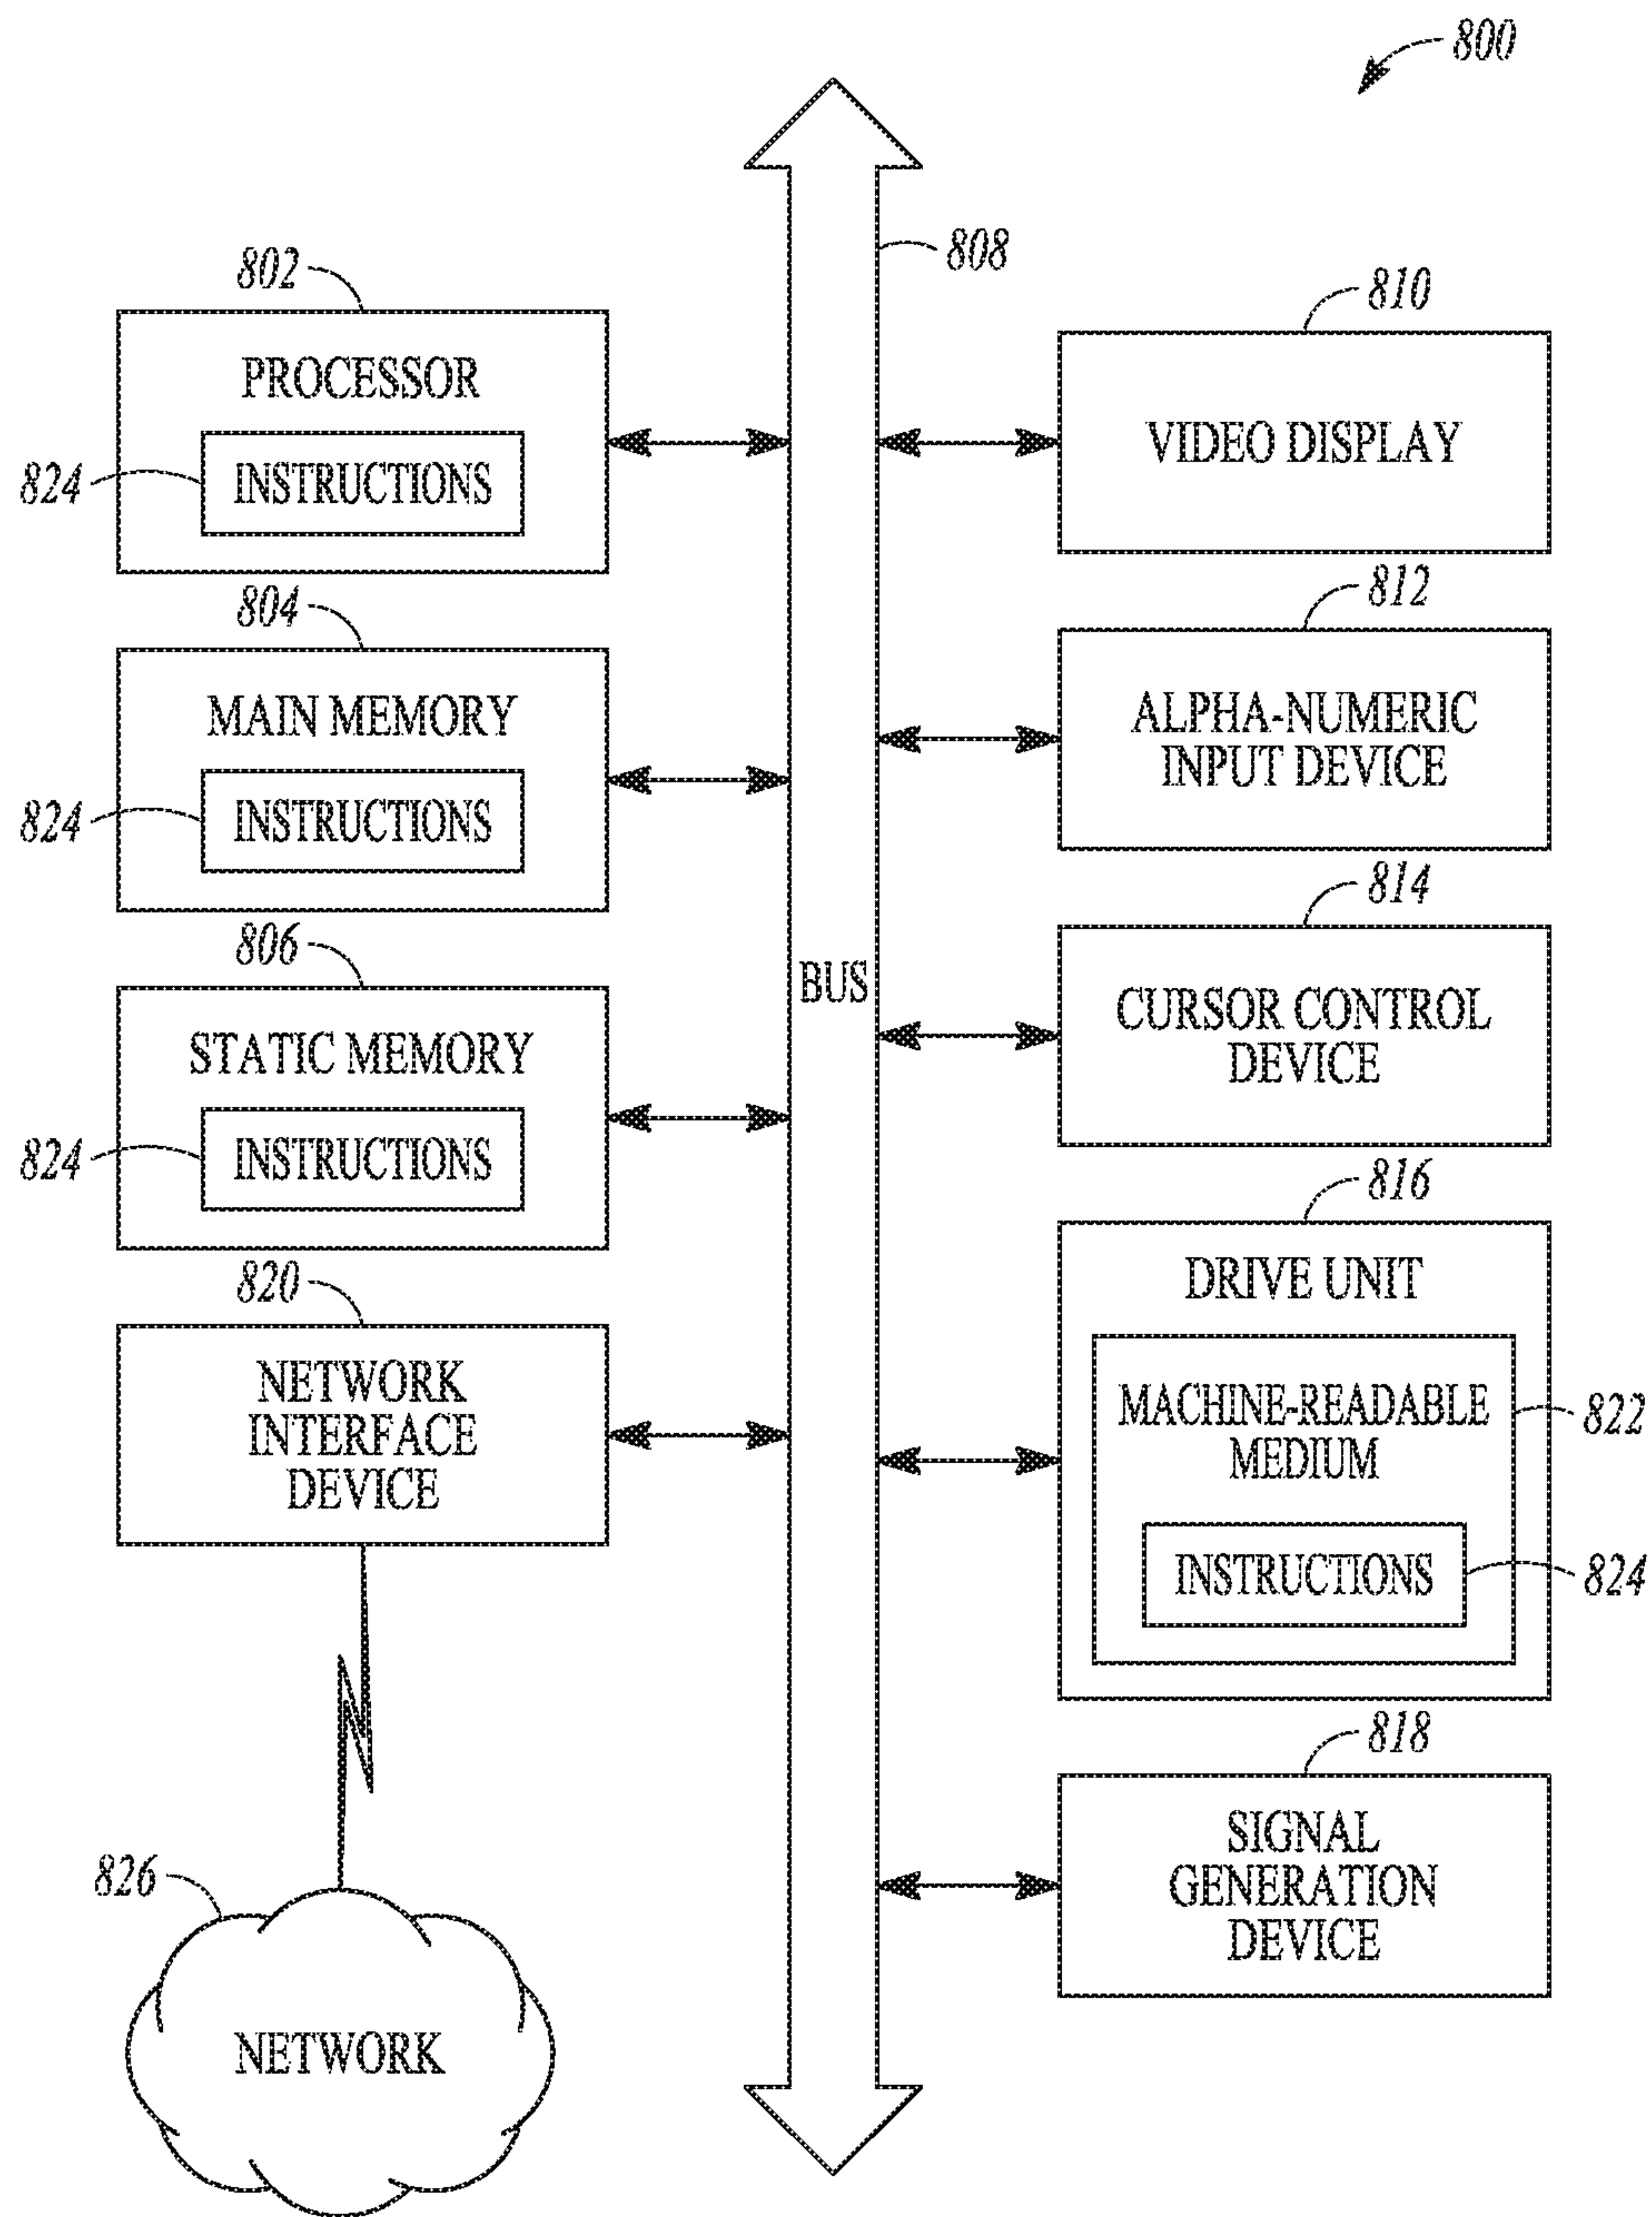 800
808
802
PROCESSOR
824
INSTRUCTIONS
804
MAIN MEMORY
824
INSTRUCTIONS
806
STATIC MEMORY
824
INSTRUCTIONS
820
NETWORK
INTERFACE
DEVICE
826
NETWORK
BUS
810
VIDEO DISPLAY
812
ALPHA-NUMERIC
INPUT DEVICE
814
CURSOR CONTROL
DEVICE
816
DRIVE UNIT
MACHINE-READABLE
MEDIUM
822
INSTRUCTIONS
824
818
SIGNAL
GENERATION
DEVICE